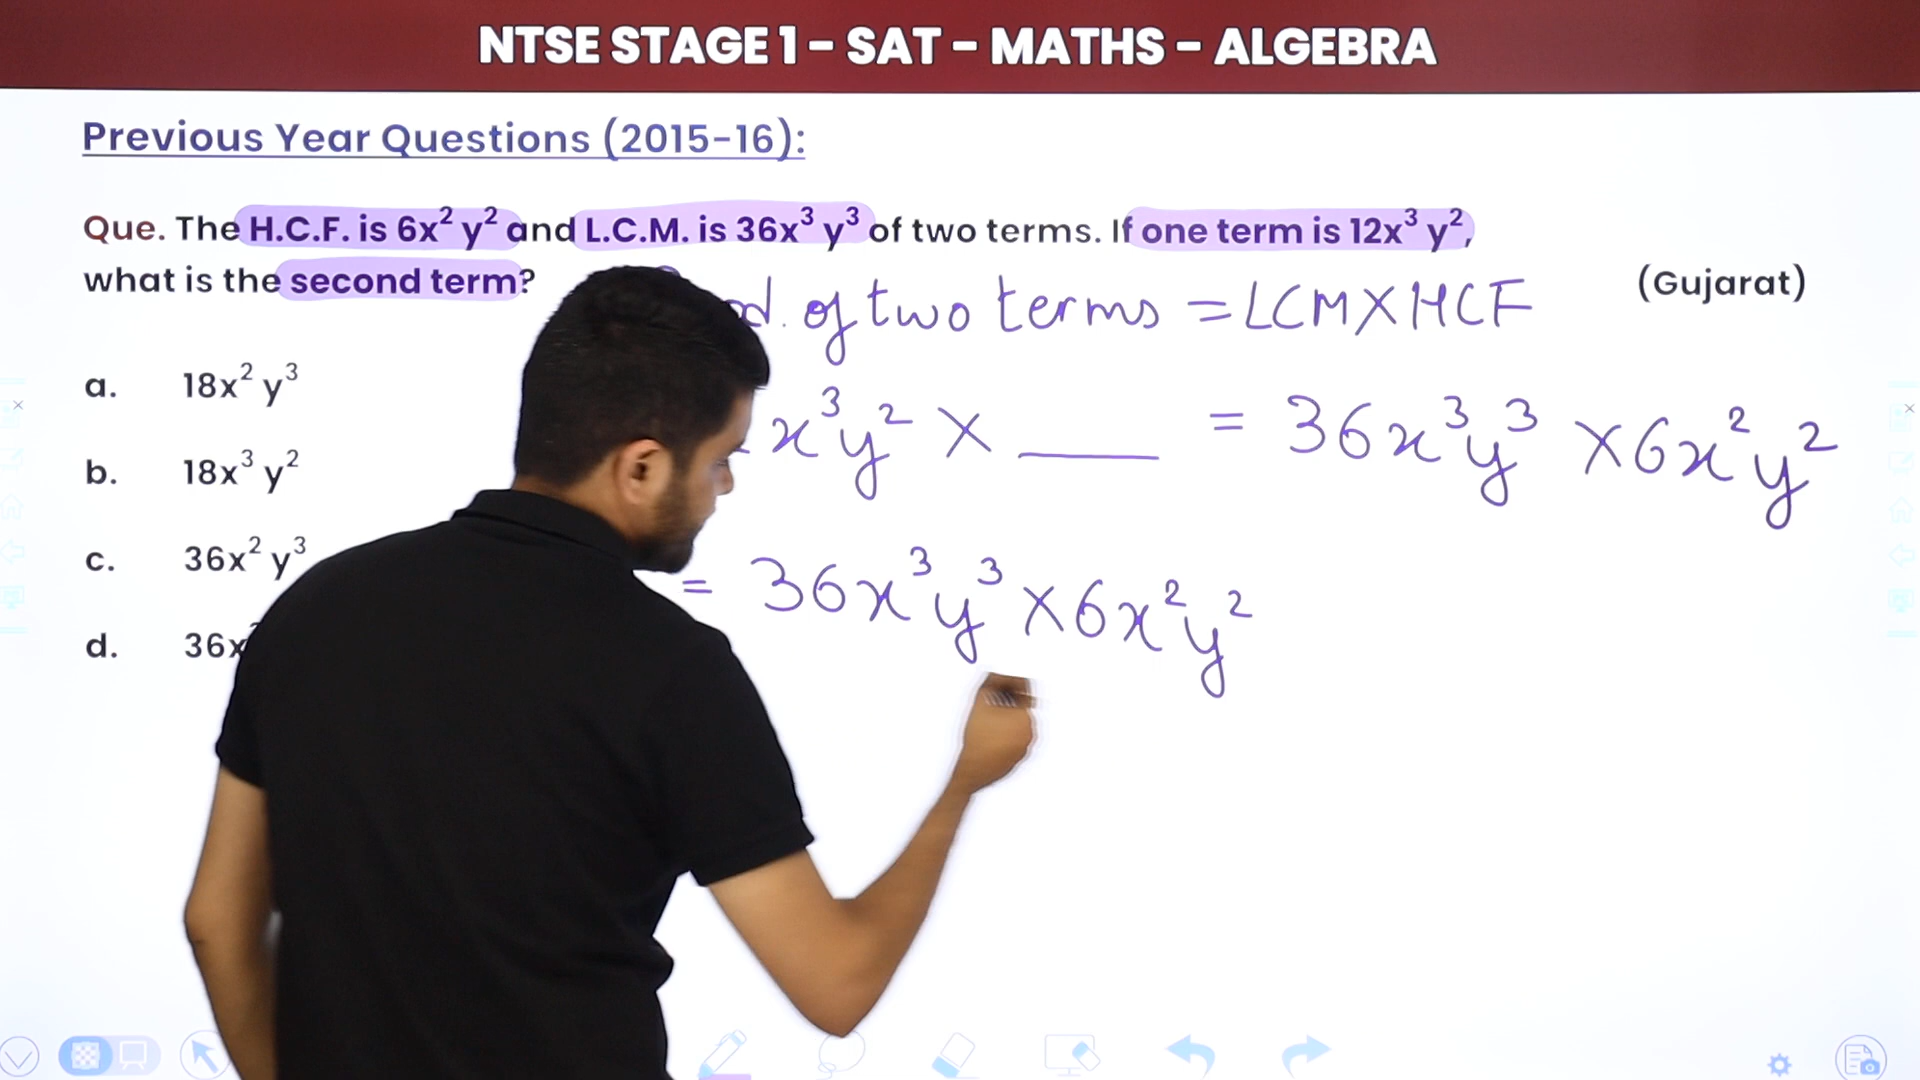 NTSE STAGE 1 - SAT - MATHS - ALGEBRA
Previous Year Questions (2015-16):
Que. The H.C.F. is 6x² y² and L.C.M. is 36x³ y³ of two terms. If one term is 12x³ y²,
what is the second term? (Gujarat)
d. of two terms = LCM X HCF
a. 18x² y³
x³y² × ____ = 36x³y³ × 6x²y²
b. 18x³ y²
c. 36x² y³
= 36x³y³ × 6x²y²
d. 36x